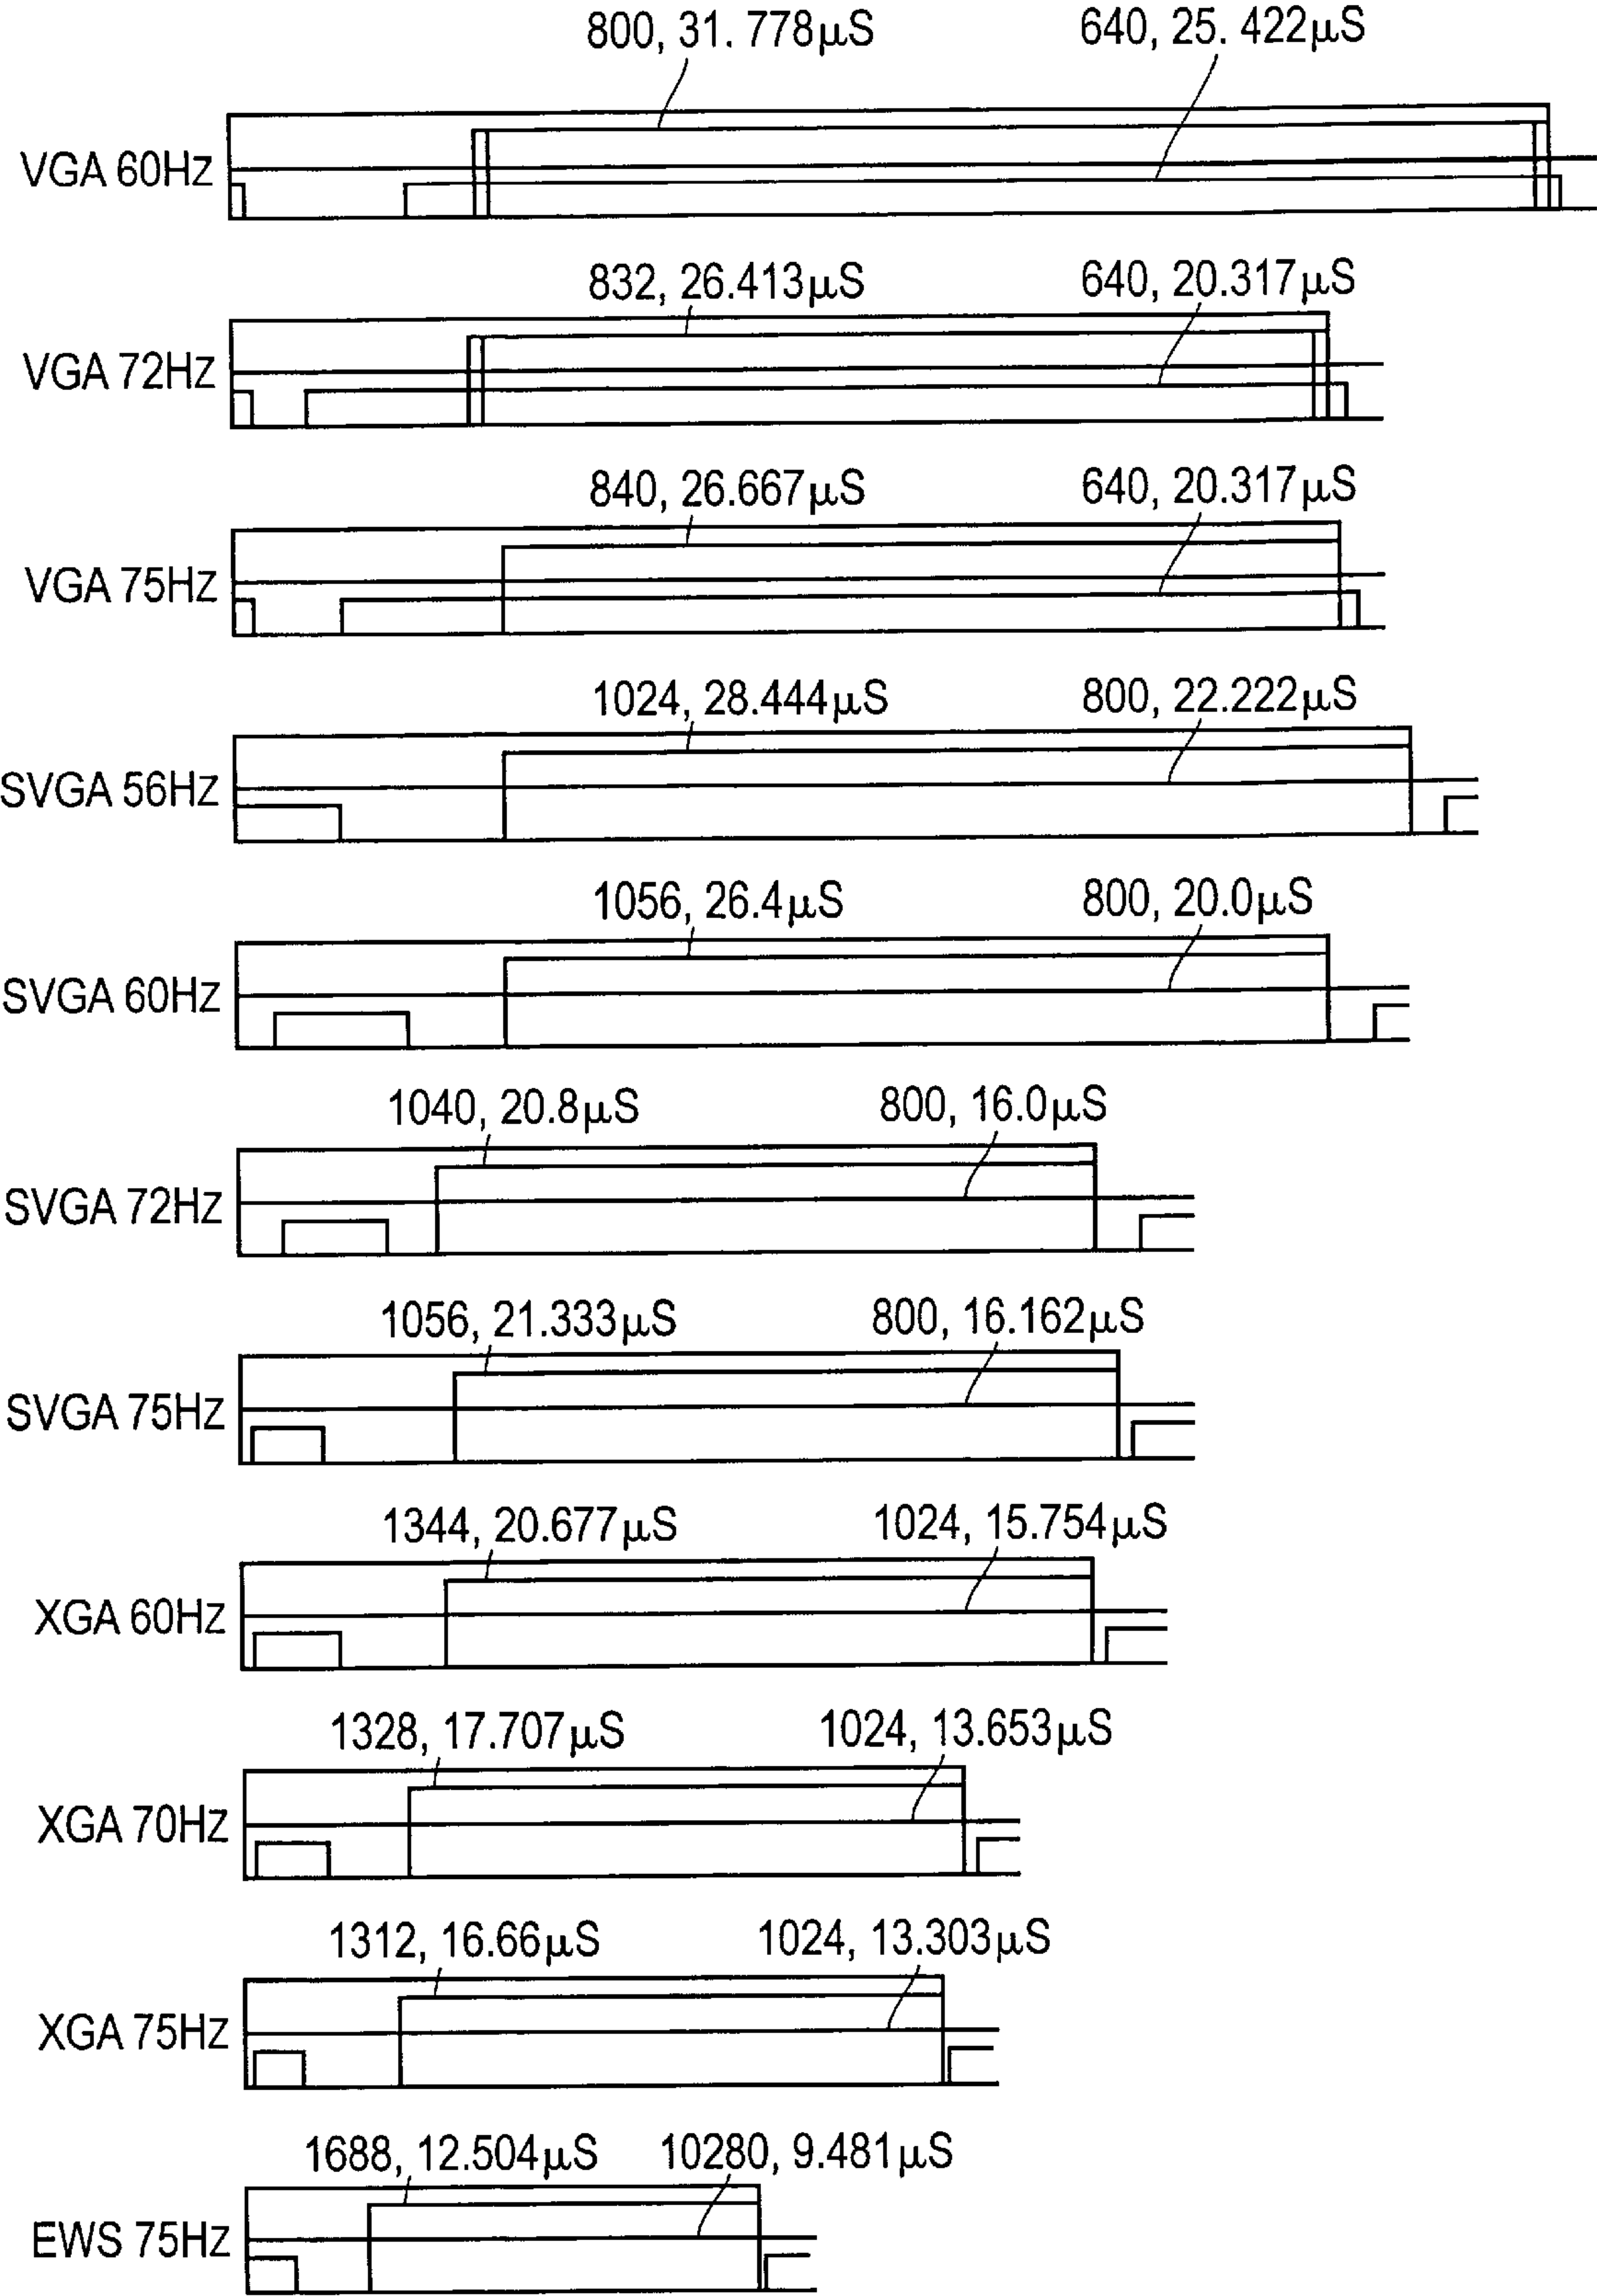 800, 31. 778μS 640, 25. 422μS
VGA 60Hz
832, 26.413μS 640, 20.317μS
VGA 72Hz
840, 26.667μS 640, 20.317μS
VGA 75Hz
1024, 28.444μS 800, 22.222μS
SVGA 56Hz
1056, 26.4μS 800, 20.0μS
SVGA 60Hz
1040, 20.8μS 800, 16.0μS
SVGA 72Hz
1056, 21.333μS 800, 16.162μS
SVGA 75Hz
1344, 20.677μS 1024, 15.754μS
XGA 60Hz
1328, 17.707μS 1024, 13.653μS
XGA 70Hz
1312, 16.66μS 1024, 13.303μS
XGA 75Hz
1688, 12.504μS 10280, 9.481μS
EWS 75Hz